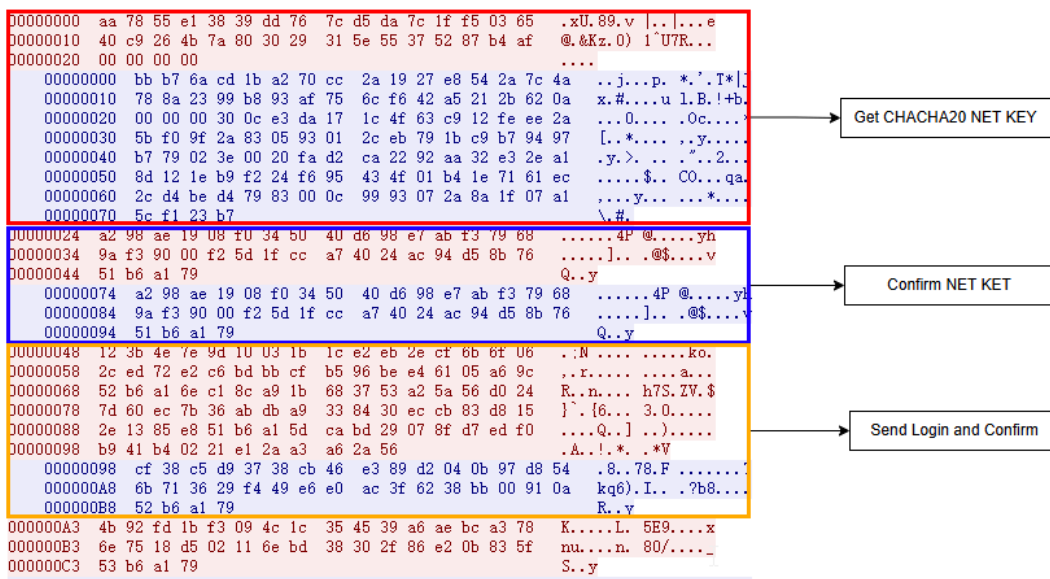 00000000  aa 78 55 e1 38 39 dd 76  7c d5 da 7c 1f f5 03 65  .xU.89.v |..|...e
00000010  40 c9 26 4b 7a 80 30 29  31 5e 55 37 52 87 b4 af  @.&Kz.0) 1^U7R...
00000020  00 00 00 00  ....
00000000  bb b7 6a cd 1b a2 70 cc  2a 19 27 e8 54 2a 7c 4a  ..j...p. *.'.T*|J
00000010  78 8a 23 99 b8 93 af 75  6c f6 42 a5 21 2b 62 0a  x.#....u l.B.!+b.
00000020  00 00 00 30 0c e3 da 17  1c 4f 63 c9 12 fe ee 2a  ...0.... .Oc....*
00000030  5b f0 9f 2a 83 05 93 01  2c eb 79 1b c9 b7 94 97  [..*.... ,.y.....
00000040  b7 79 02 3e 00 20 fa d2  ca 22 92 aa 32 e3 2e a1  .y.>. .. ."..2...
00000050  8d 12 1e b9 f2 24 f6 95  43 4f 01 b4 1e 71 61 ec  .....$.. CO...qa.
00000060  2c d4 be d4 79 83 00 0c  99 93 07 2a 8a 1f 07 a1  ,...y... ...*....
00000070  5c f1 23 b7  \.#.
Get CHACHA20 NET KEY
00000024  a2 98 ae 19 08 f0 34 50  40 d6 98 e7 ab f3 79 68  ......4P @.....yh
00000034  9a f3 90 00 f2 5d 1f cc  a7 40 24 ac 94 d5 8b 76  .....].. .@$....v
00000044  51 b6 a1 79  Q..y
00000074  a2 98 ae 19 08 f0 34 50  40 d6 98 e7 ab f3 79 68  ......4P @.....yh
00000084  9a f3 90 00 f2 5d 1f cc  a7 40 24 ac 94 d5 8b 76  .....].. .@$....v
00000094  51 b6 a1 79  Q..y
Confirm NET KET
00000048  12 3b 4e 7e 9d 10 03 1b  1c e2 eb 2e cf 6b 6f 06  .;N..... .....ko.
00000058  2c ed 72 e2 c6 bd bb cf  b5 96 be e4 61 05 a6 9c  ,.r..... ....a...
00000068  52 b6 a1 6e c1 8c a9 1b  68 37 53 a2 5a 56 d0 24  R..n.... h7S.ZV.$
00000078  7d 60 ec 7b 36 ab db a9  33 84 30 ec cb 83 d8 15  }`.{6... 3.0.....
00000088  2e 13 85 e8 51 b6 a1 5d  ca bd 29 07 8f d7 ed f0  ....Q..] ..).....
00000098  b9 41 b4 02 21 e1 2a a3  a6 2a 56  .A..!.*. .*V
00000098  cf 38 c5 d9 37 38 cb 46  e3 89 d2 04 0b 97 d8 54  .8..78.F .......T
000000A8  6b 71 36 29 f4 49 e6 e0  ac 3f 62 38 bb 00 91 0a  kq6).I.. .?b8....
000000B8  52 b6 a1 79  R..y
Send Login and Confirm
000000A3  4b 92 fd 1b f3 09 4c 1c  35 45 39 a6 ae bc a3 78  K.....L. 5E9....x
000000B3  6e 75 18 d5 02 11 6e bd  38 30 2f 86 e2 0b 83 5f  nu....n. 80/...._
000000C3  53 b6 a1 79  S..y